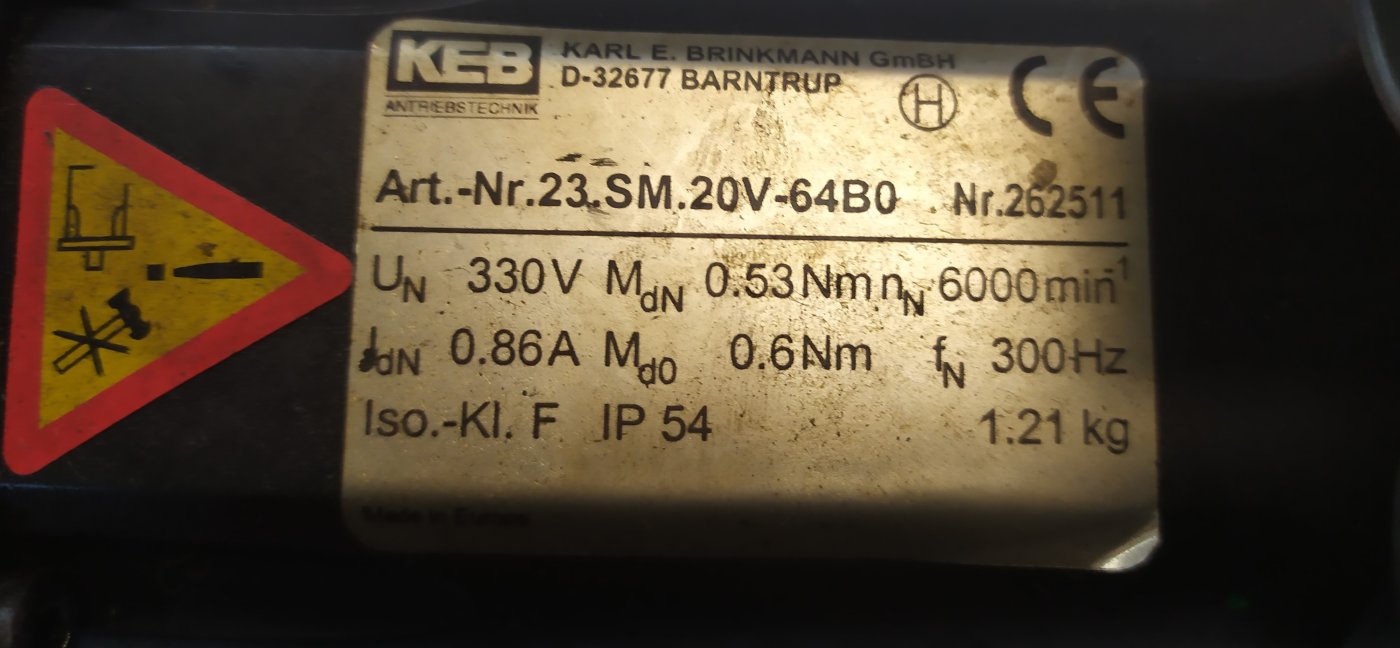 KEB KARL E. BRINKMANN GmbH
D-32677 BARNTRUP
ANTRIEBSTECHNIK
H CE
Art.-Nr.23.SM.20V-64B0 Nr.262511
UN 330V MdN 0.53Nm nN 6000min-1
IdN 0.86A Md0 0.6Nm fN 300Hz
Iso.-Kl. F IP 54 1.21 kg
Made in Europe